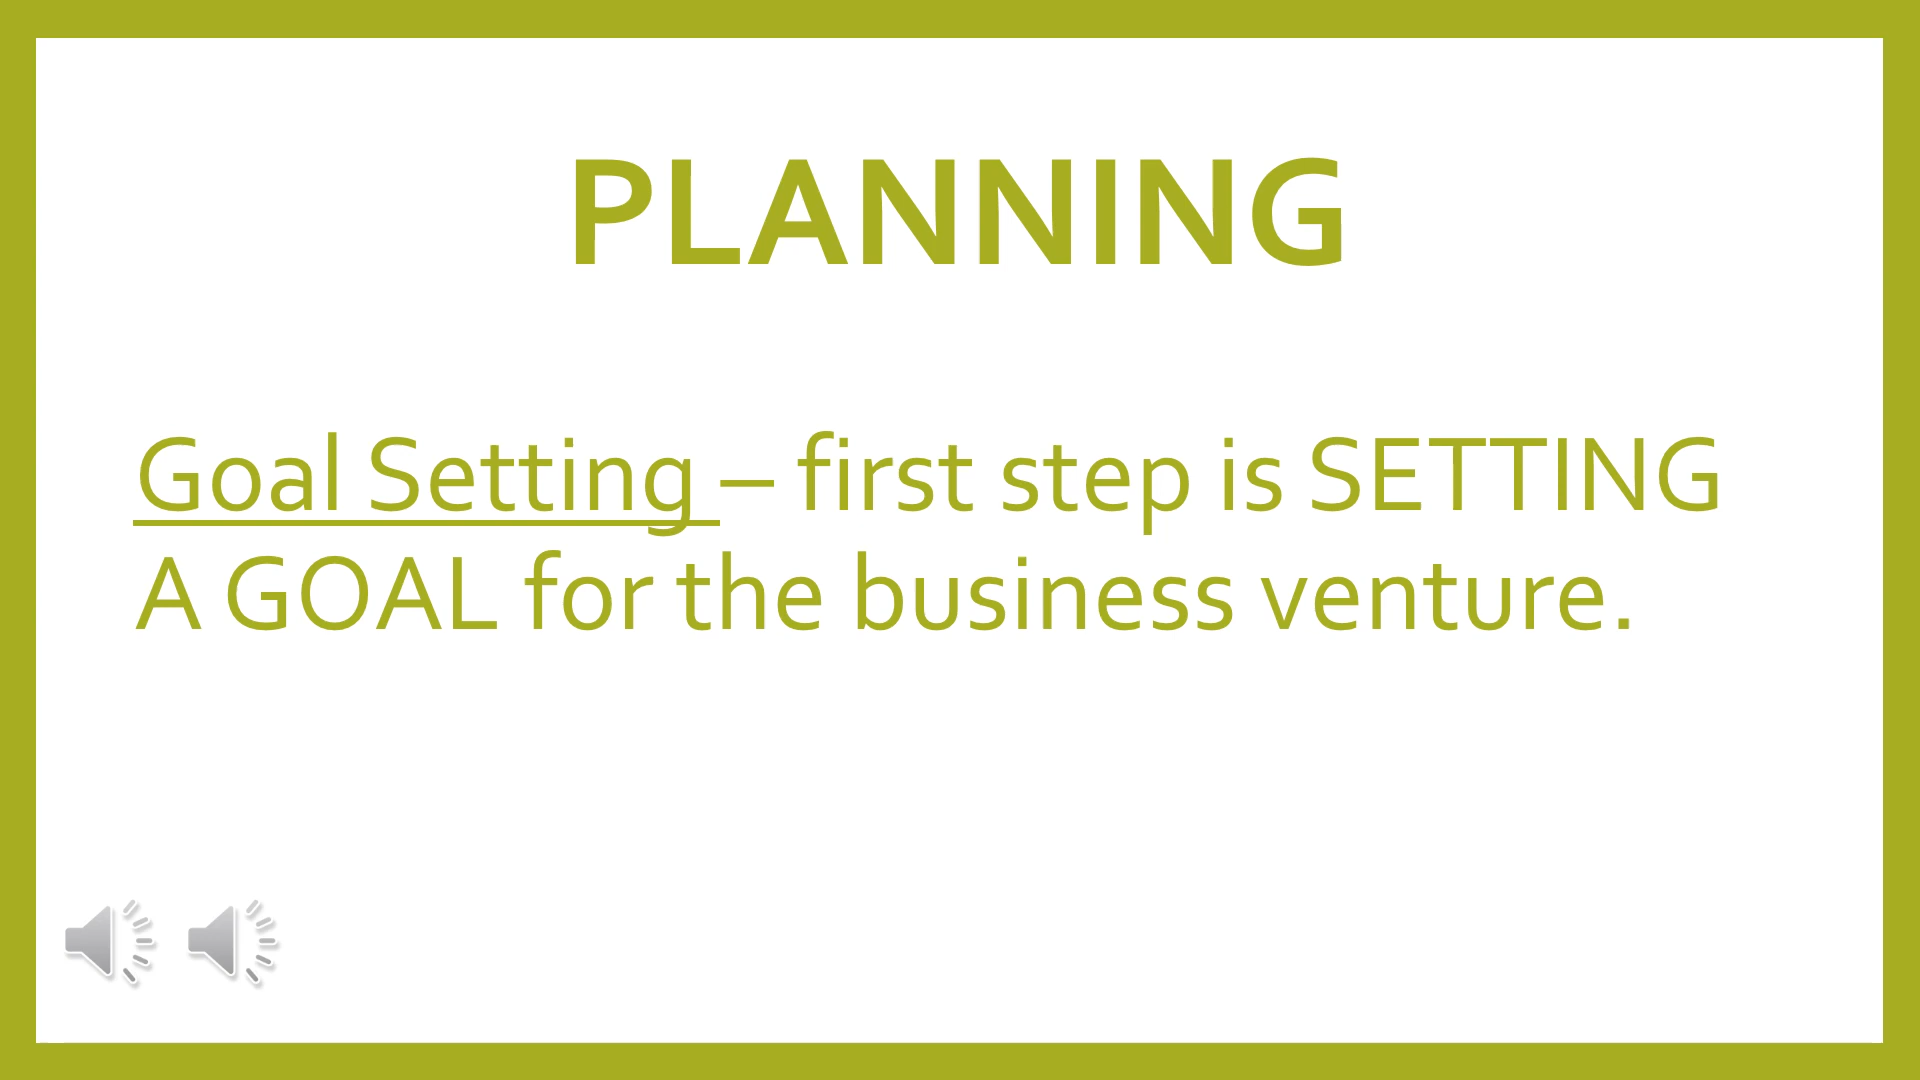 PLANNING
Goal Setting – first step is SETTING
A GOAL for the business venture.